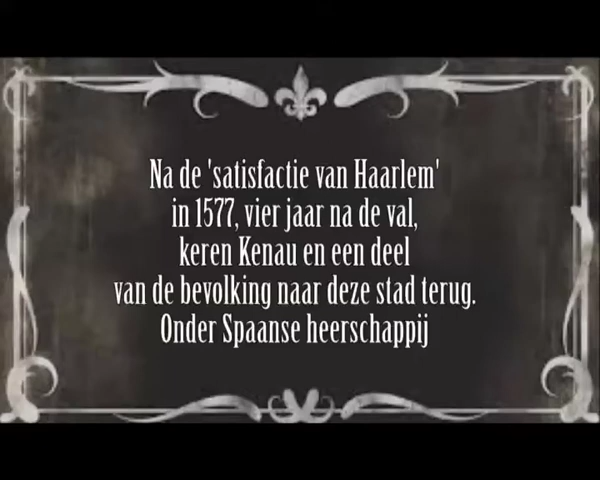 Na de 'satisfactie van Haarlem'
in 1577, vier jaar na de val,
keren Kenau en een deel
van de bevolking naar deze stad terug.
Onder Spaanse heerschappij